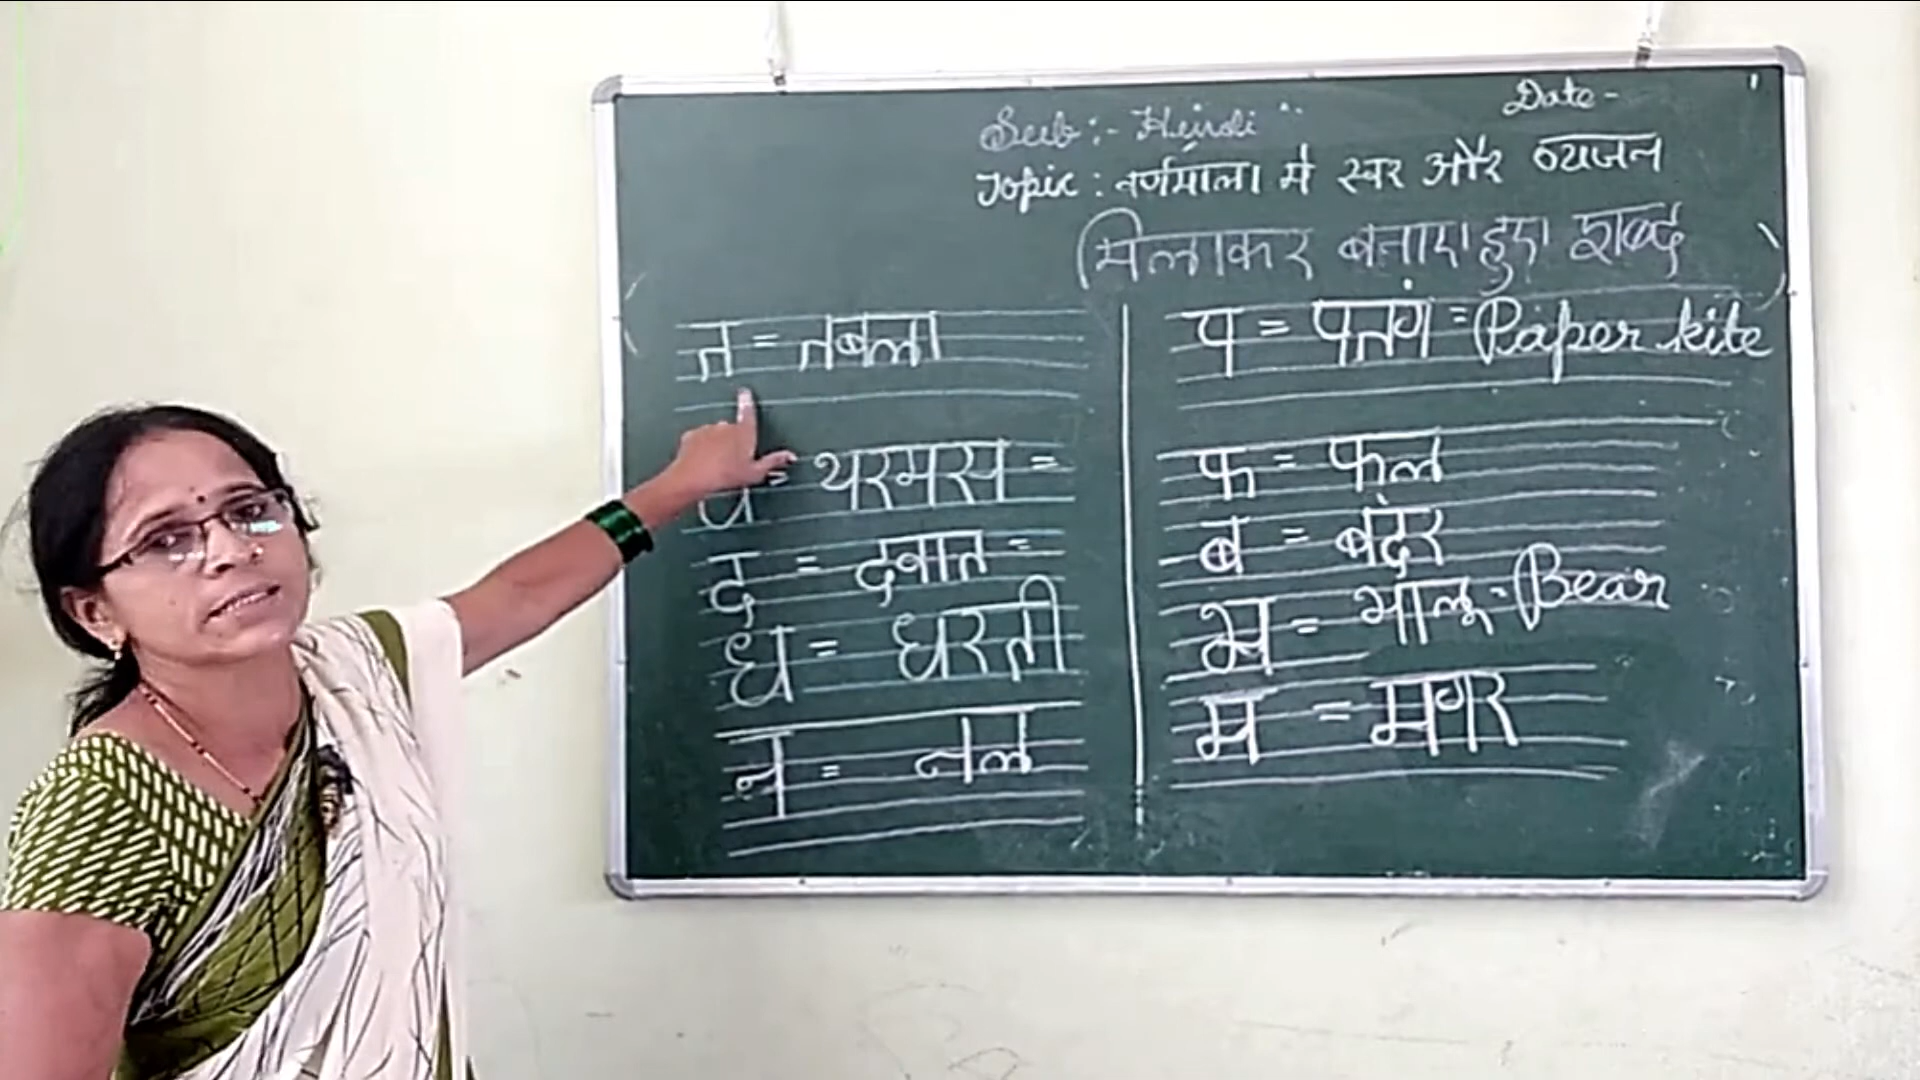 Date -
Sub :- Hindi
Topic : वर्णमाला मे स्वर और व्यजन
(मिलाकर बनाए हुए शब्द)
त = तबला
थ = थरमस =
द = दवात =
ध = धरती
न = नल
प = पतंग = Paper kite
फ = फल
ब = बंदर
भ = भालू - Bear
म = मगर